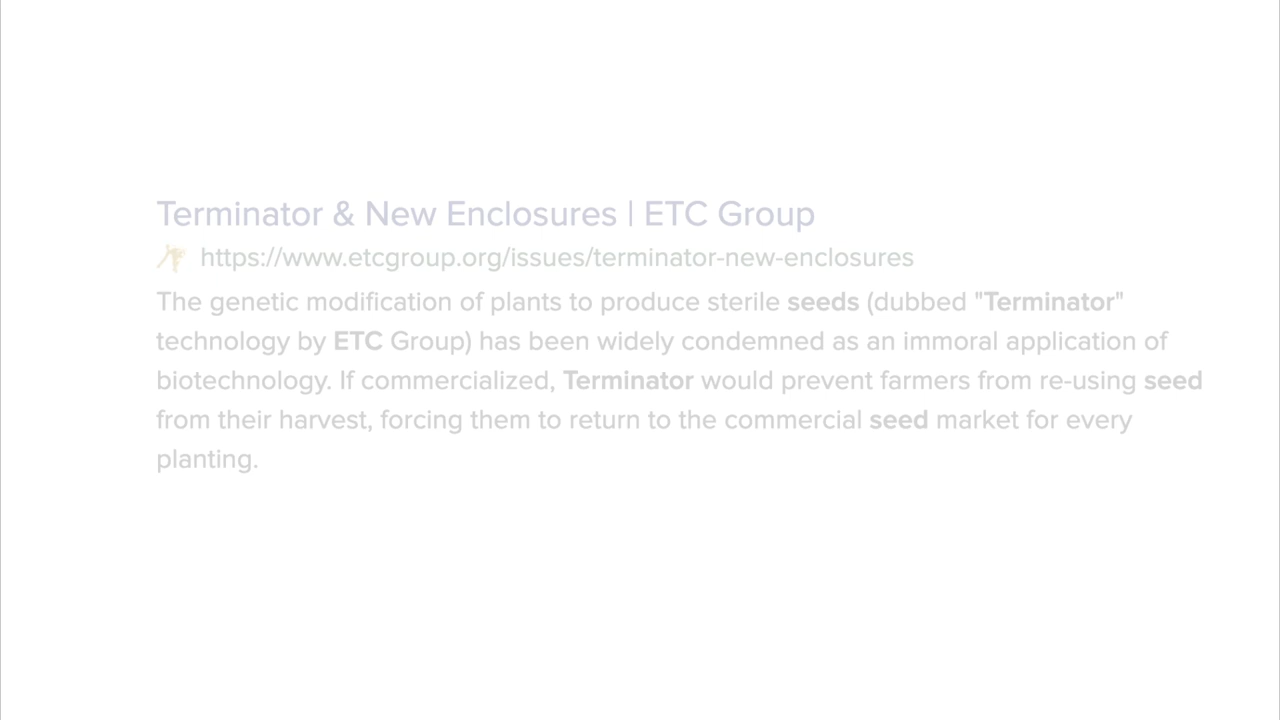 Terminator & New Enclosures | ETC Group
https://www.etcgroup.org/issues/terminator-new-enclosures
The genetic modification of plants to produce sterile seeds (dubbed "Terminator"
technology by ETC Group) has been widely condemned as an immoral application of
biotechnology. If commercialized, Terminator would prevent farmers from re-using seed
from their harvest, forcing them to return to the commercial seed market for every
planting.